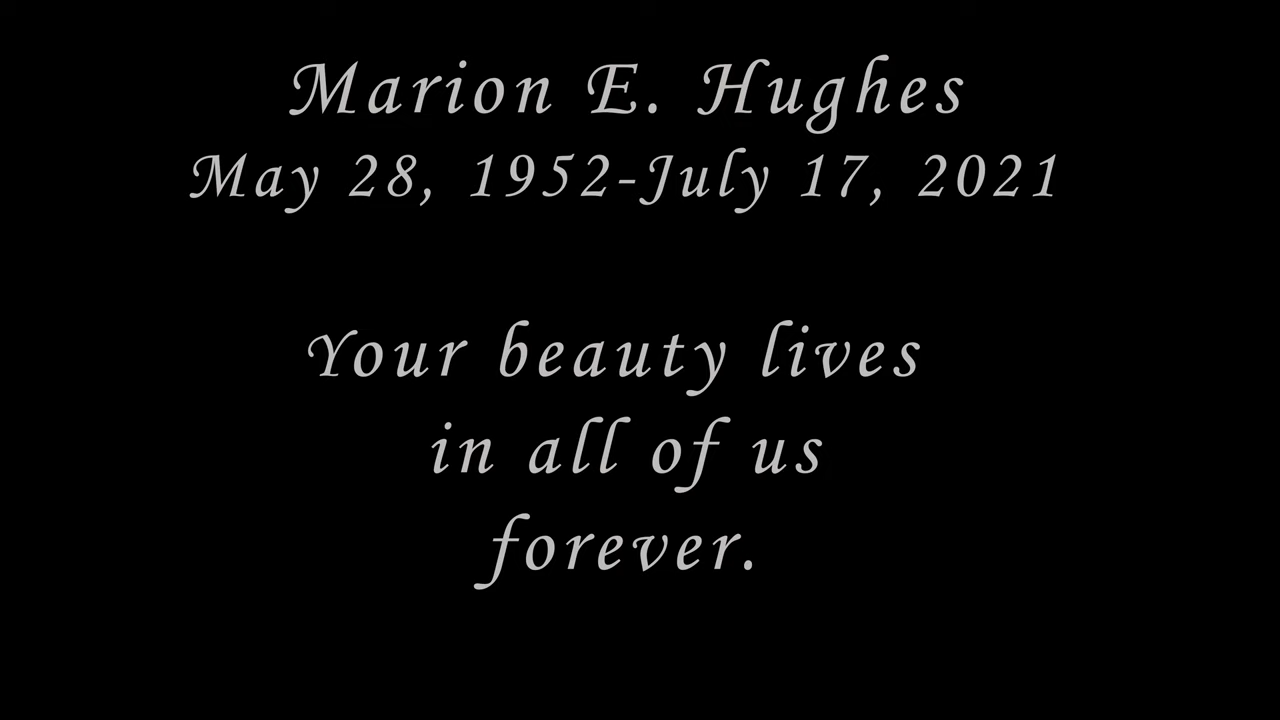 Marion E. Hughes
May 28, 1952-July 17, 2021
Your beauty lives
in all of us
forever.